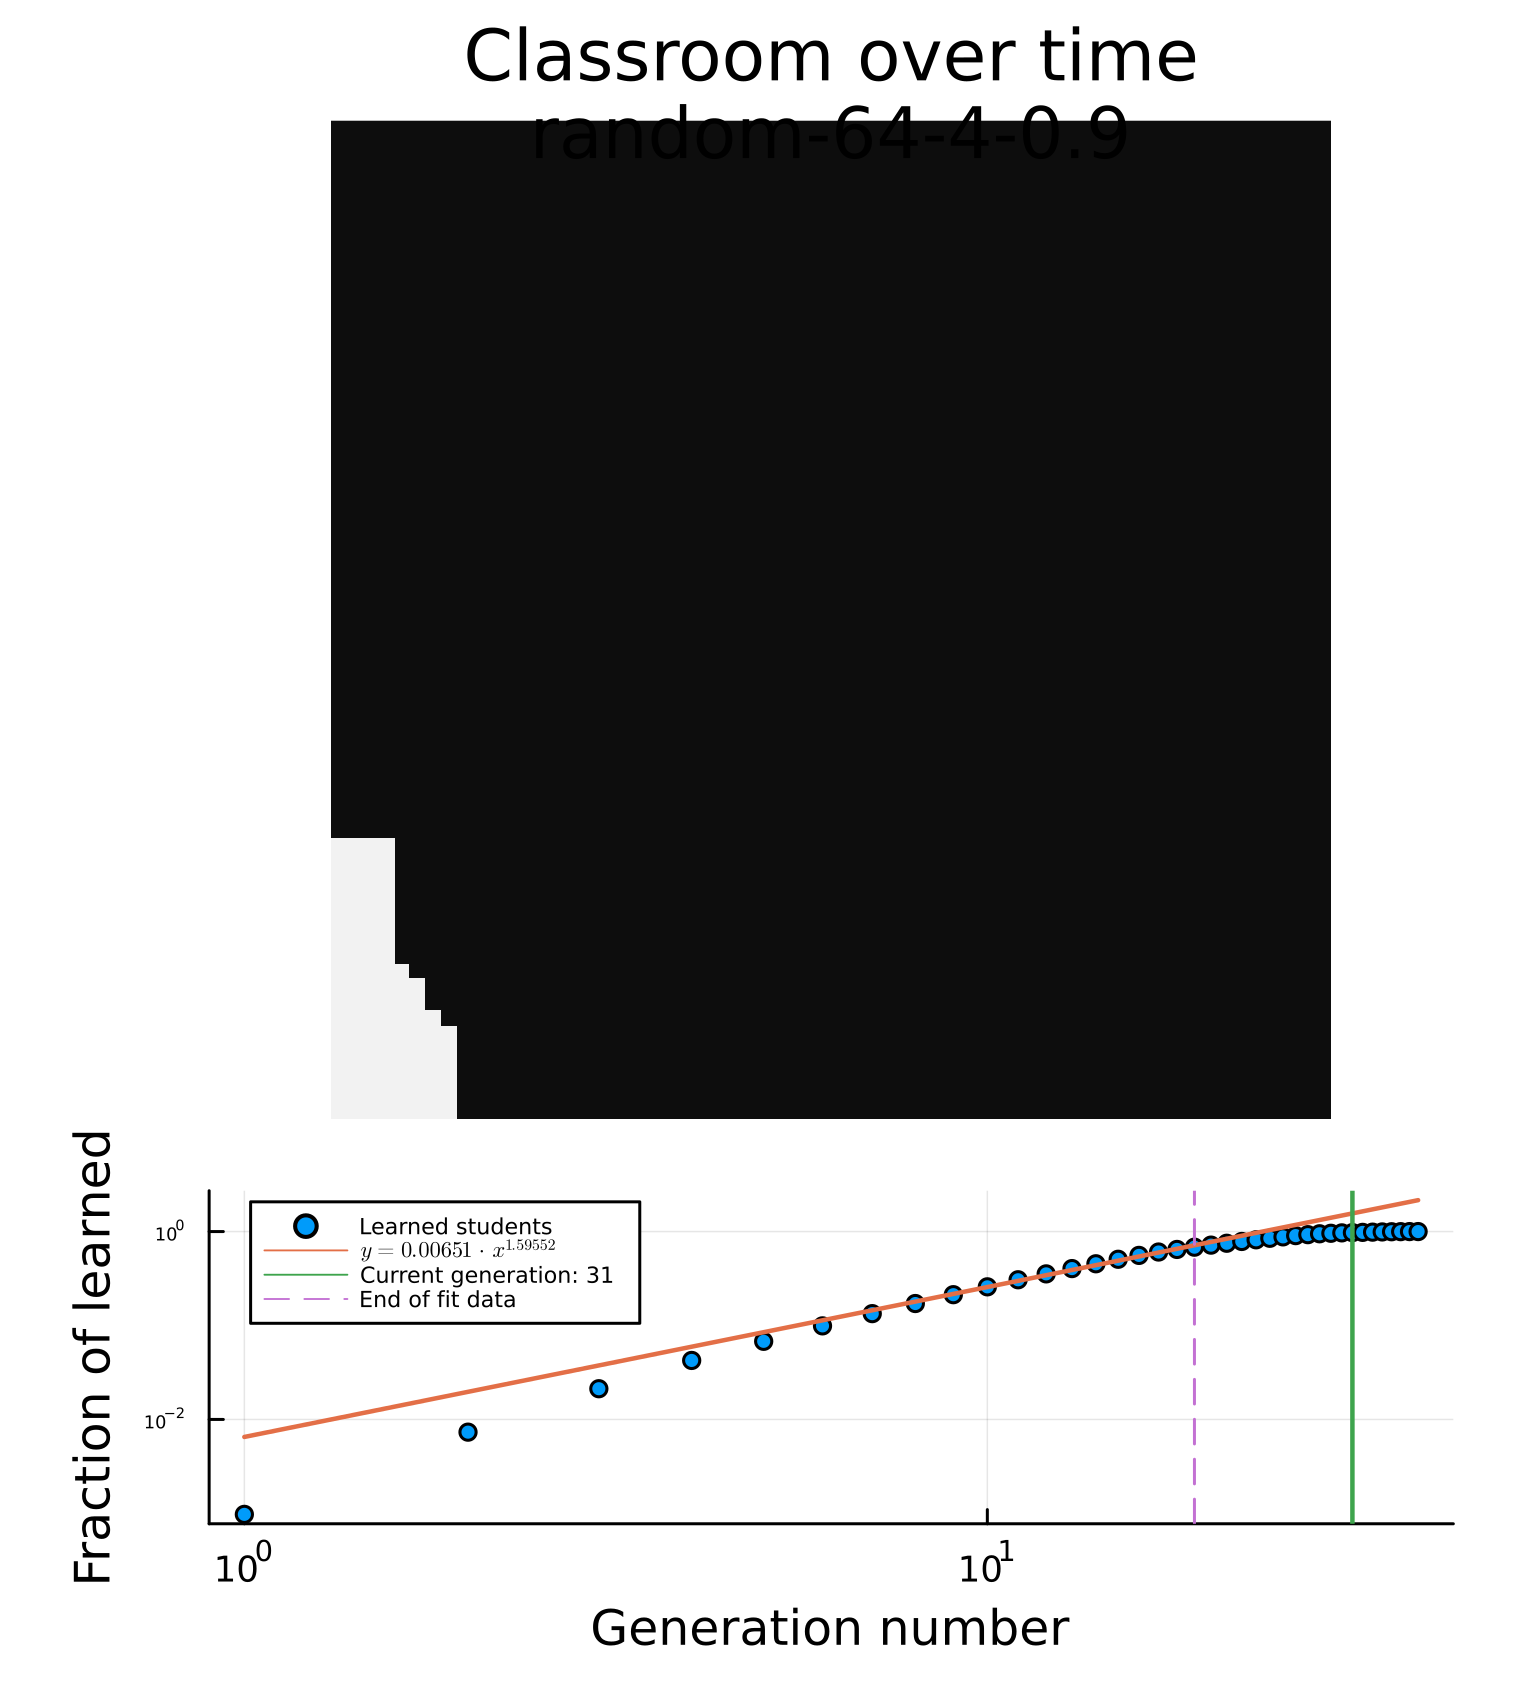 Classroom over time
random-64-4-0.9
Fraction of learned
10⁰
10⁻²
Learned students
y = 0.00651 · x^1.59552
Current generation: 31
End of fit data
10⁰
10¹
Generation number